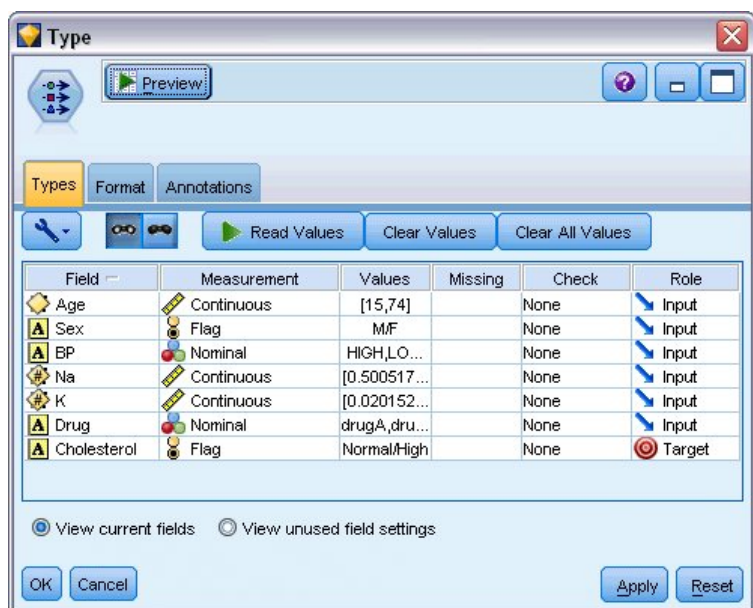 Type
Preview
Types Format Annotations
Read Values Clear Values Clear All Values
Field Measurement Values Missing Check Role
Age Continuous [15,74] None Input
A Sex Flag M/F None Input
A BP Nominal HIGH,LO... None Input
# Na Continuous [0.500517... None Input
# K Continuous [0.020152... None Input
A Drug Nominal drugA,dru... None Input
A Cholesterol Flag Normal/High None Target
View current fields View unused field settings
OK Cancel Apply Reset